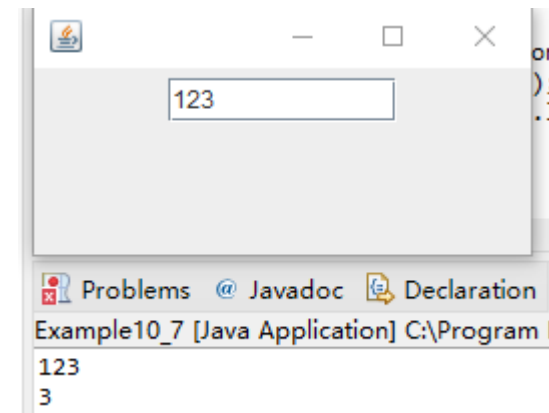 123
Problems @ Javadoc Declaration
Example10_7 [Java Application] C:\Program
123
3